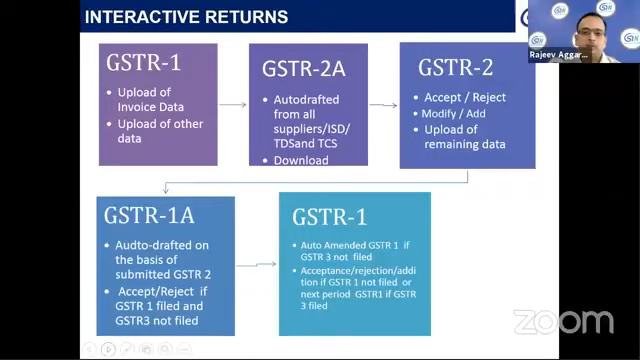 INTERACTIVE RETURNS
Rajeev Aggar...
GSTR-1
• Upload of
Invoice Data
• Upload of other
data
GSTR-2A
• Autodrafted
from all
suppliers/ISD/
TDSand TCS
• Download
GSTR-2
• Accept / Reject
• Modify / Add
• Upload of
remaining data
GSTR-1A
• Audto-drafted on
the basis of
submitted GSTR 2
• Accept/Reject if
GSTR 1 filed and
GSTR3 not filed
GSTR-1
• Auto Amended GSTR 1 if
GSTR 3 not filed
• Acceptance/rejection/addi
tion if GSTR 1 not filed or
next period GSTR1 if GSTR
3 filed
zoom